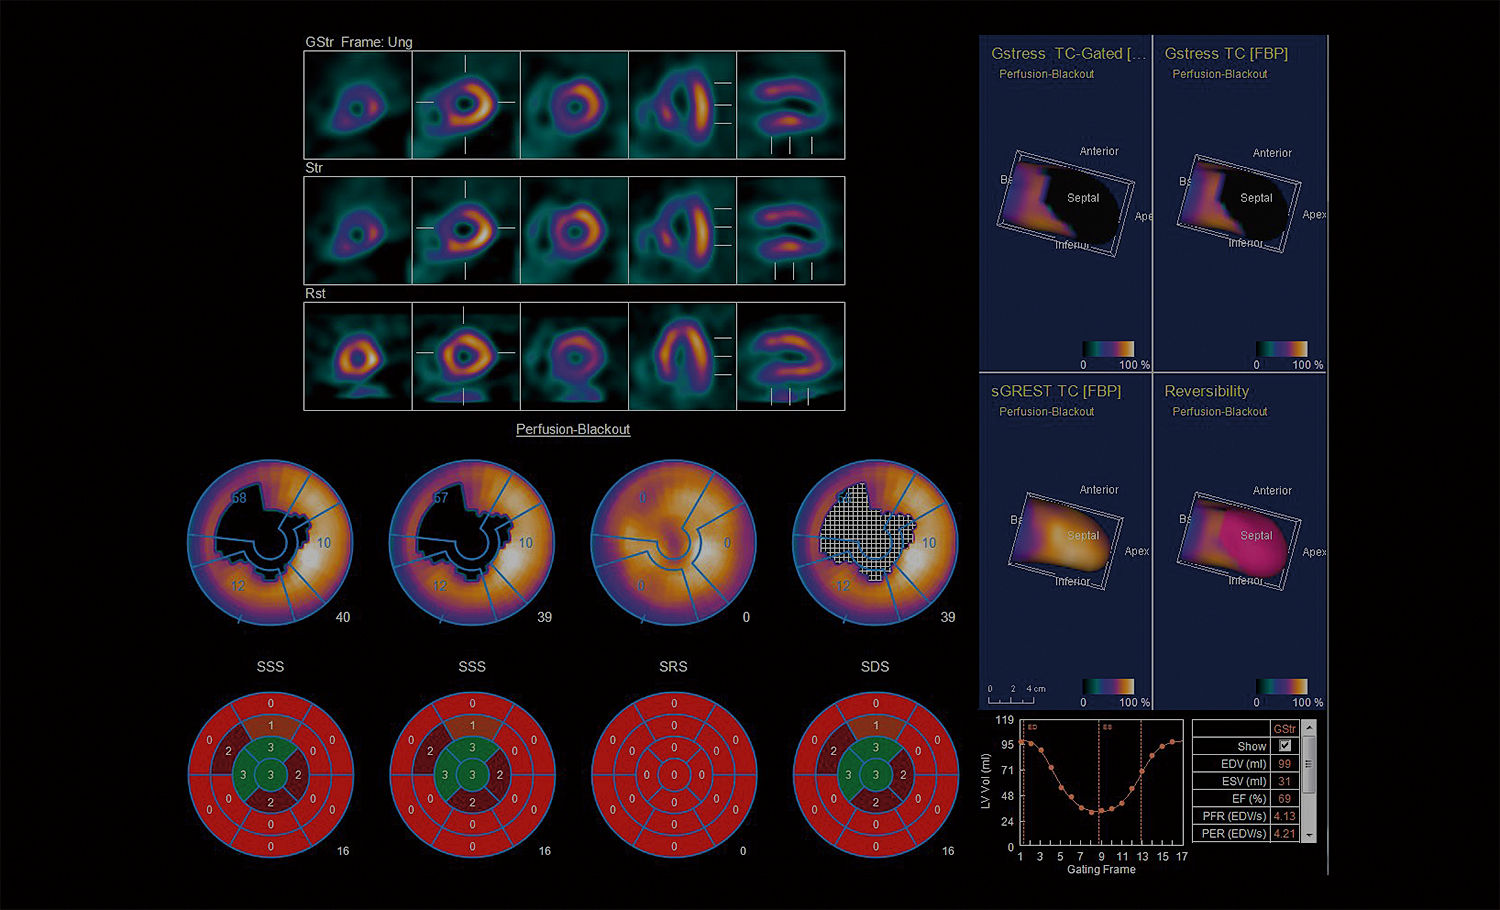 GStr Frame: Ung
Str
Rst
Perfusion-Blackout
68
10
12
40
57
10
12
39
0
0
0
0
10
39
SSS
SSS
SRS
SDS
0
0 1 0
2 3 0
3 3 2
0 2 0
0 0 0
0
16
0
0 1 0
2 3 0
3 3 2
0 2 0
0 0 0
0
16
0
0 0 0
0 0 0
0 0 0
0 0 0
0 0 0
0
0
0
0 1 0
2 3 0
3 3 2
0 2 0
0 0 0
0
16
Gstress TC-Gated [...
Perfusion-Blackout
Anterior
Septal
Inferior
0 100 %
Gstress TC [FBP]
Perfusion-Blackout
Anterior
Septal
Apex
Inferior
0 100 %
sGREST TC [FBP]
Perfusion-Blackout
Anterior
Septal
Apex
Inferior
0 2 4 cm
0 100 %
Reversibility
Perfusion-Blackout
Anterior
Septal
Apex
Inferior
0 100 %
119
95
71
48
24
0
LV Vol (ml)
ED
ES
1 3 5 7 9 11 13 15 17
Gating Frame
GStr
Show
EDV (ml) 99
ESV (ml) 31
EF (%) 69
PFR (EDV/s) 4.13
PER (EDV/s) 4.21